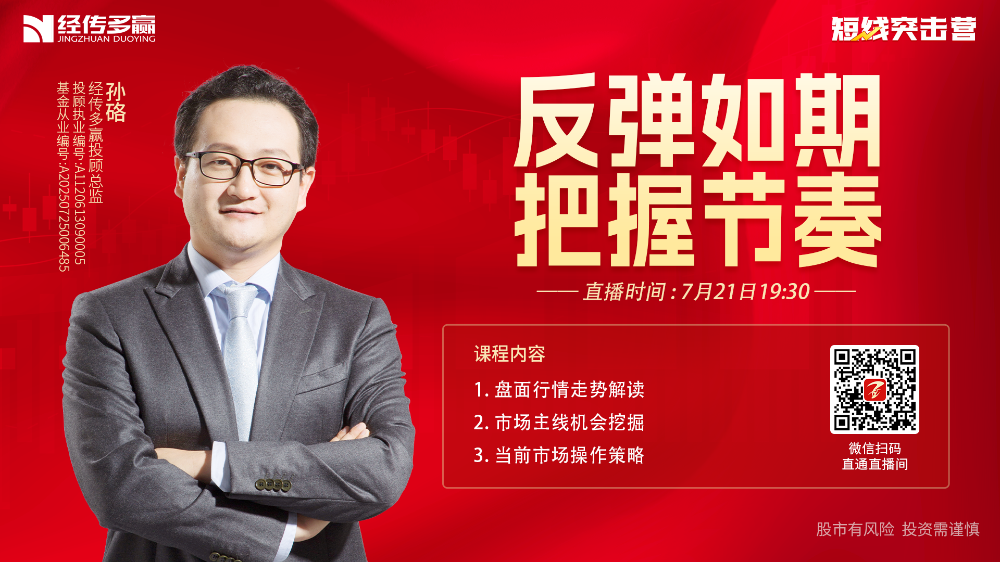 经传多赢
JINGZHUAN DUOYING
短线突击营
孙硌
经传多赢投顾总监
投顾执业编号:A1120613090005
基金从业编号:A20250725006485
反弹如期
把握节奏
直播时间:7月21日19:30
课程内容
1. 盘面行情走势解读
2. 市场主线机会挖掘
3. 当前市场操作策略
微信扫码
直通直播间
股市有风险 投资需谨慎